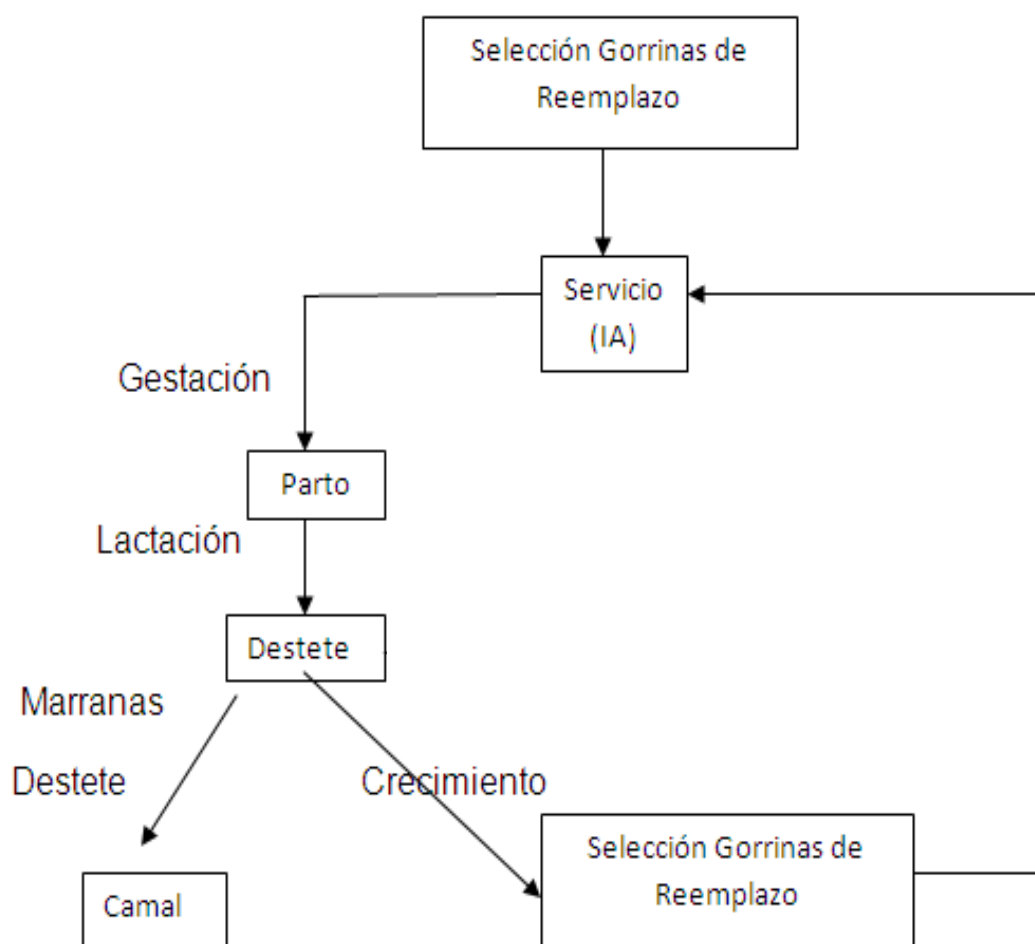 Selección Gorrinas de
Reemplazo
Servicio
(IA)
Gestación
Parto
Lactación
Destete
Marranas
Destete
Crecimiento
Camal
Selección Gorrinas de
Reemplazo